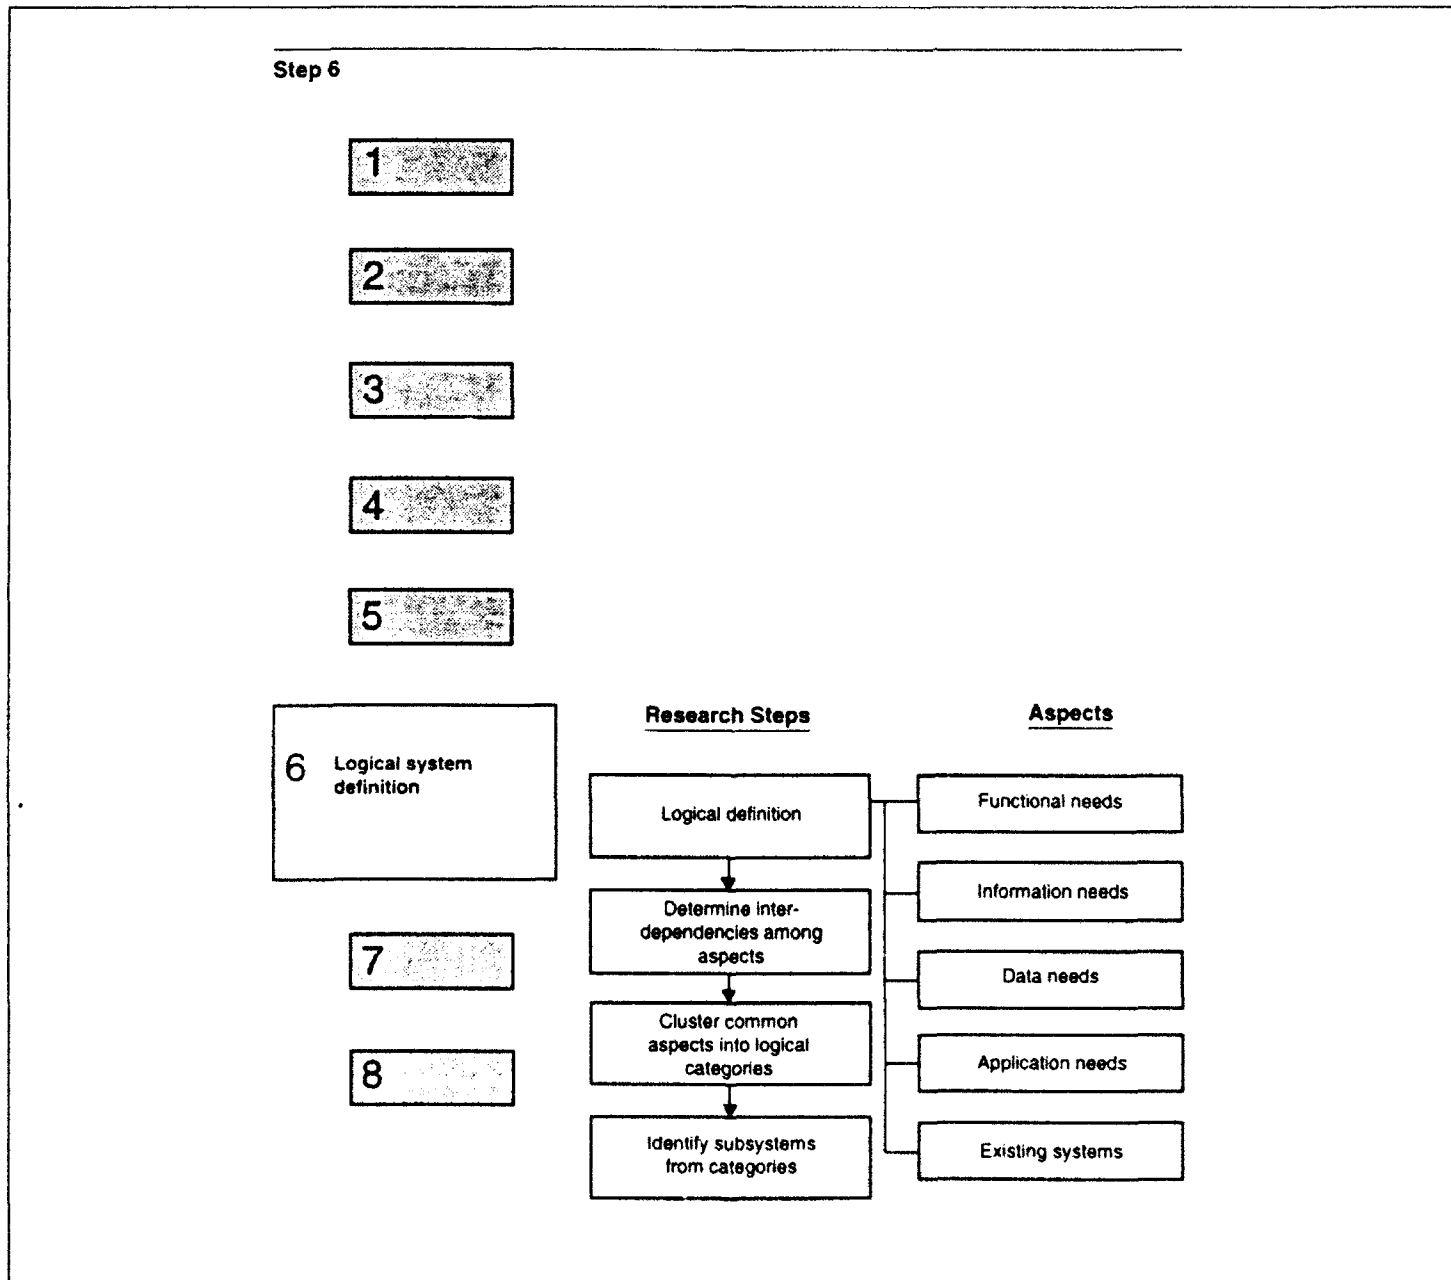 Step 6
1
2
3
4
5
6 Logical system
definition
7
8
Research Steps
Logical definition
Determine inter-
dependencies among
aspects
Cluster common
aspects into logical
categories
Identify subsystems
from categories
Aspects
Functional needs
Information needs
Data needs
Application needs
Existing systems